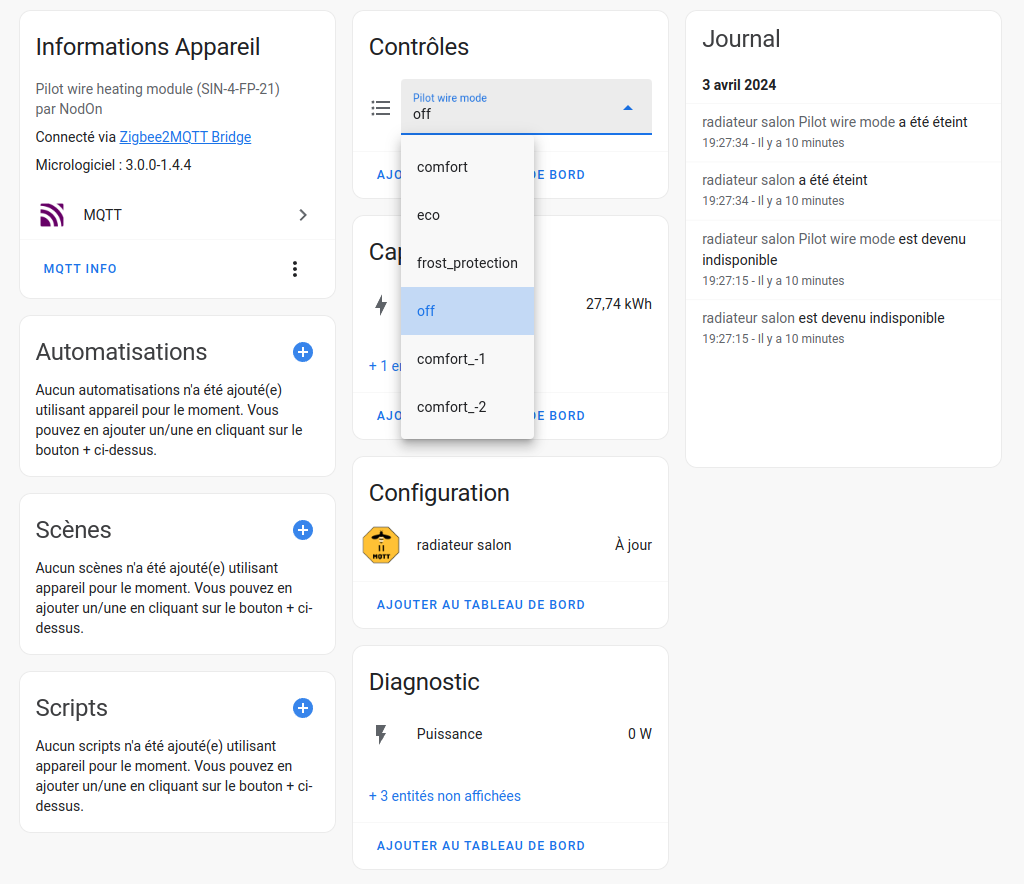 Informations Appareil
Pilot wire heating module (SIN-4-FP-21)
par NodOn
Connecté via Zigbee2MQTT Bridge
Micrologiciel : 3.0.0-1.4.4
MQTT
MQTT INFO
Automatisations
Aucun automatisations n'a été ajouté(e)
utilisant appareil pour le moment. Vous
pouvez en ajouter un/une en cliquant sur le
bouton + ci-dessus.
Scènes
Aucun scènes n'a été ajouté(e) utilisant
appareil pour le moment. Vous pouvez en
ajouter un/une en cliquant sur le bouton + ci-
dessus.
Scripts
Aucun scripts n'a été ajouté(e) utilisant
appareil pour le moment. Vous pouvez en
ajouter un/une en cliquant sur le bouton + ci-
dessus.
Contrôles
Pilot wire mode
off
comfort
AJO DE BORD
eco
Cap
frost_protection
27,74 kWh
off
comfort_-1
+ 1 e
comfort_-2
AJO DE BORD
Configuration
MQTT
radiateur salon À jour
AJOUTER AU TABLEAU DE BORD
Diagnostic
Puissance 0 W
+ 3 entités non affichées
AJOUTER AU TABLEAU DE BORD
Journal
3 avril 2024
radiateur salon Pilot wire mode a été éteint
19:27:34 - Il y a 10 minutes
radiateur salon a été éteint
19:27:34 - Il y a 10 minutes
radiateur salon Pilot wire mode est devenu
indisponible
19:27:15 - Il y a 10 minutes
radiateur salon est devenu indisponible
19:27:15 - Il y a 10 minutes